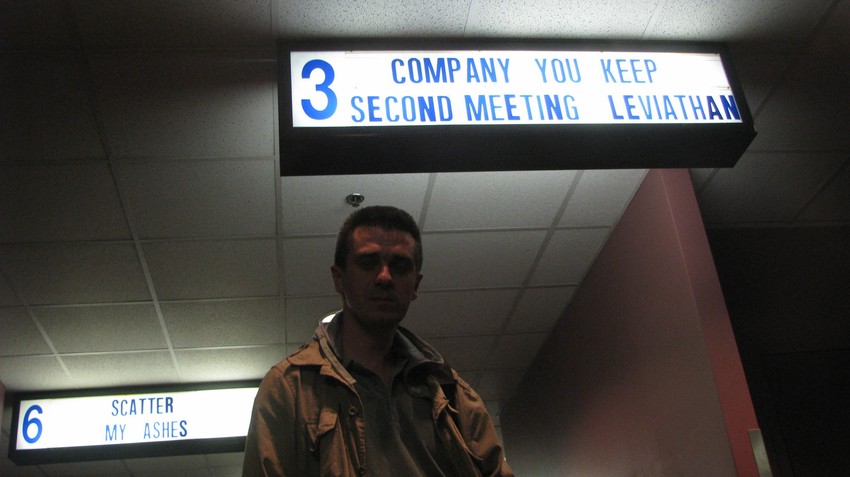 3 COMPANY YOU KEEP
SECOND MEETING LEVIATHAN
6 SCATTER
MY ASHES